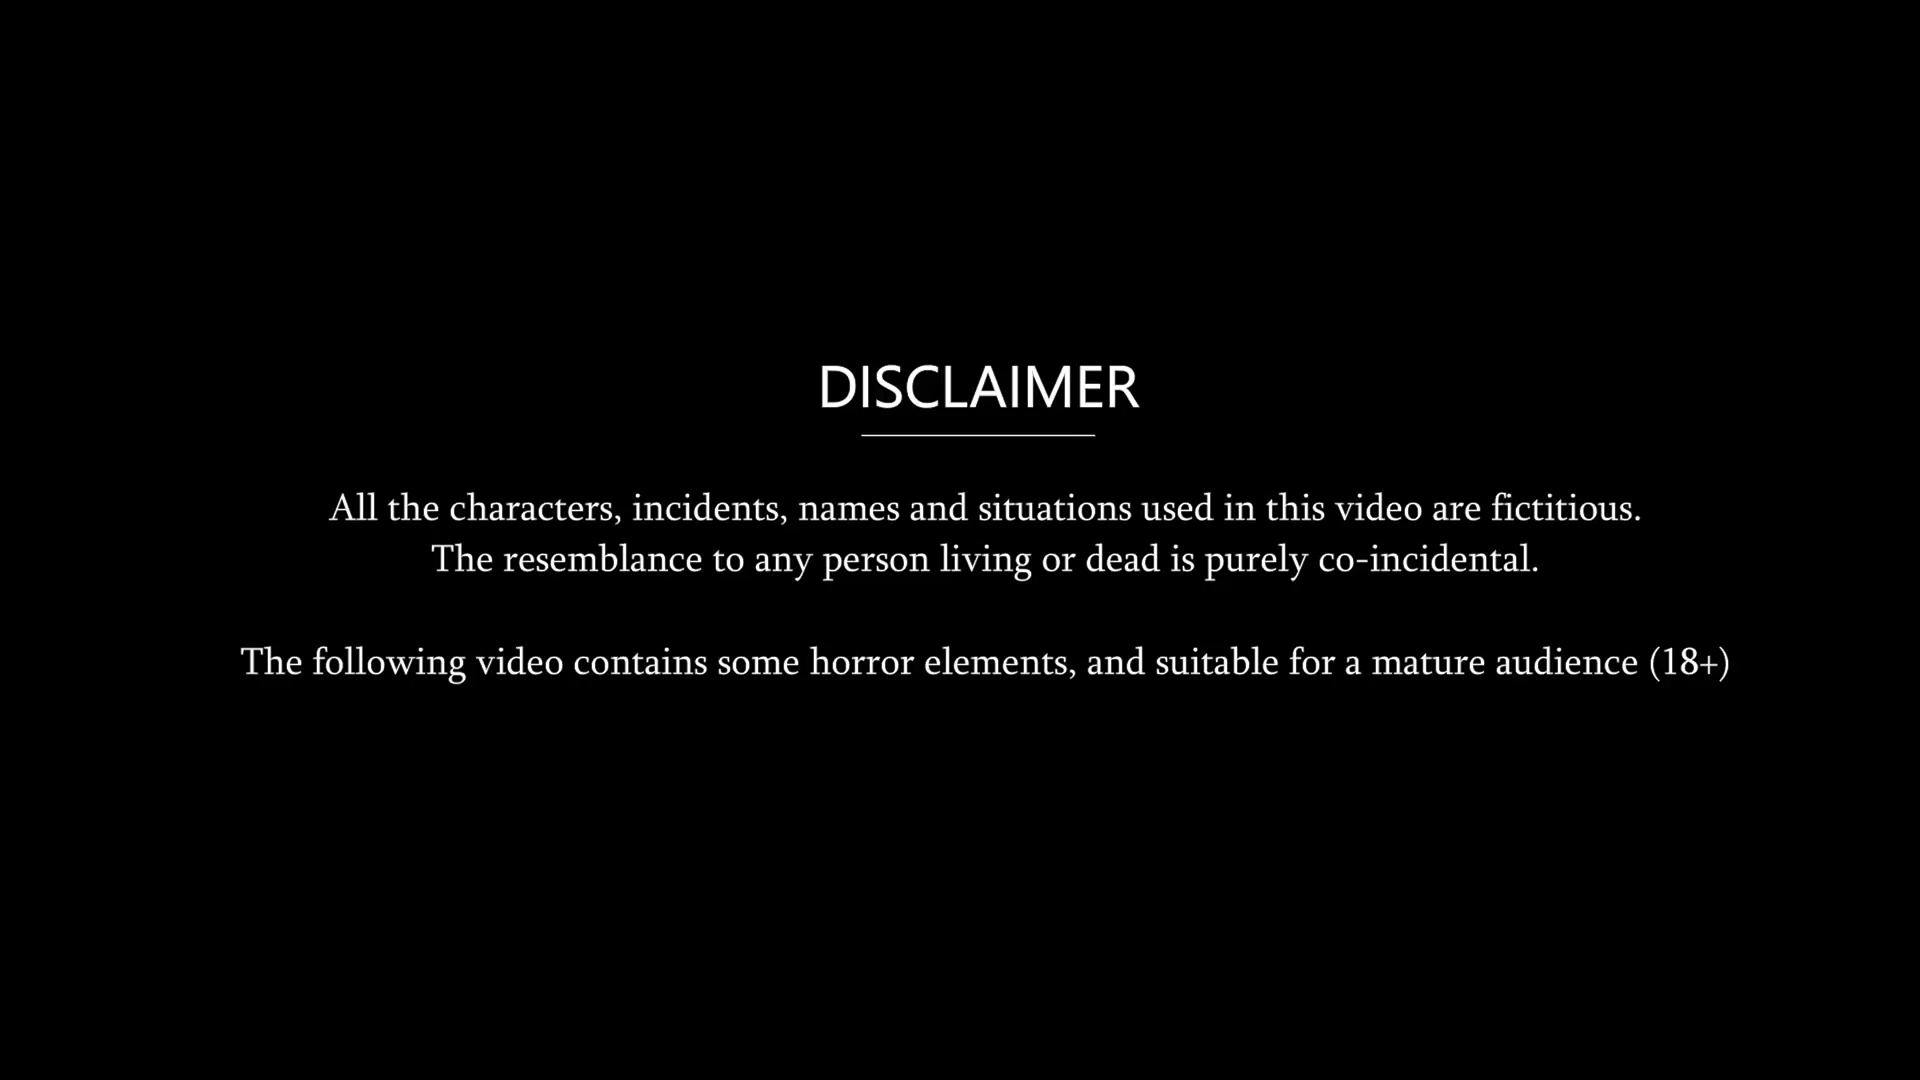 DISCLAIMER
All the characters, incidents, names and situations used in this video are fictitious.
The resemblance to any person living or dead is purely co-incidental.
The following video contains some horror elements, and suitable for a mature audience (18+)